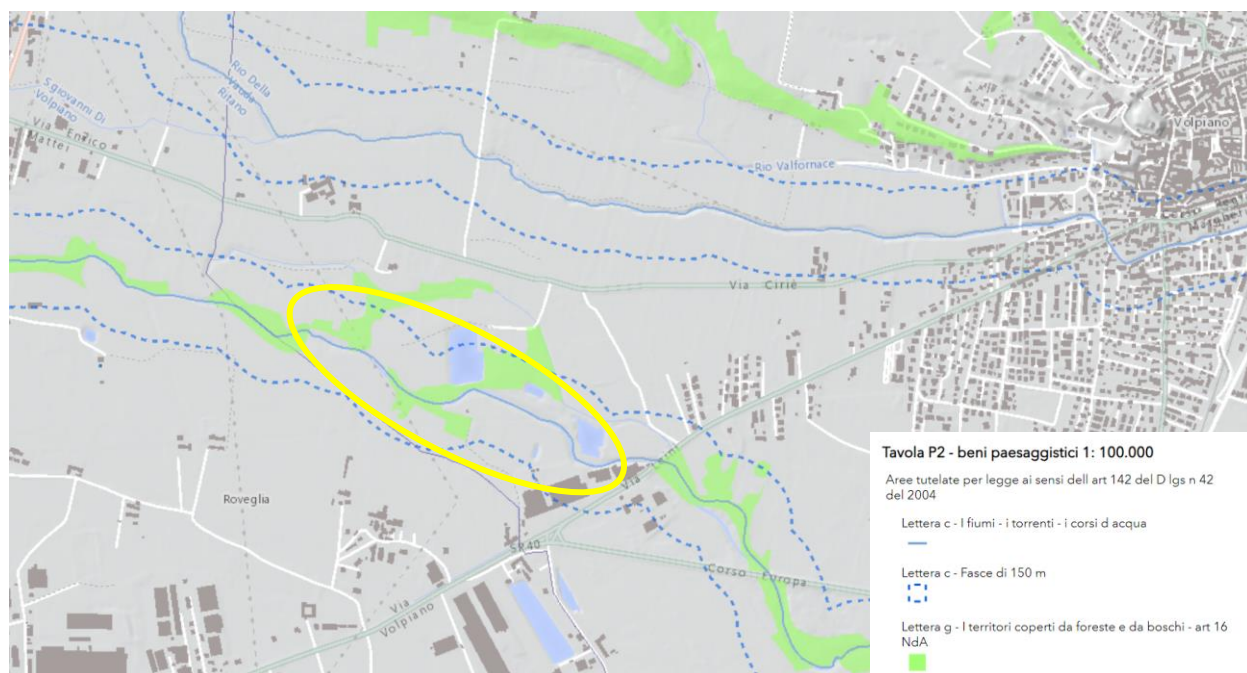 Rio Della
Vauda
Ritano
S.giovanni Di
Volpiano
Via Enrico
Mattei
Volpiano
Rio Valfornace
Via Ciriè
Roveglia
SP40
Via
Volpiano
Corso Europa
Tavola P2 - beni paesaggistici 1: 100.000
Aree tutelate per legge ai sensi dell art 142 del D lgs n 42
del 2004
Lettera c - I fiumi - i torrenti - i corsi d acqua
Lettera c - Fasce di 150 m
Lettera g - I territori coperti da foreste e da boschi - art 16
NdA